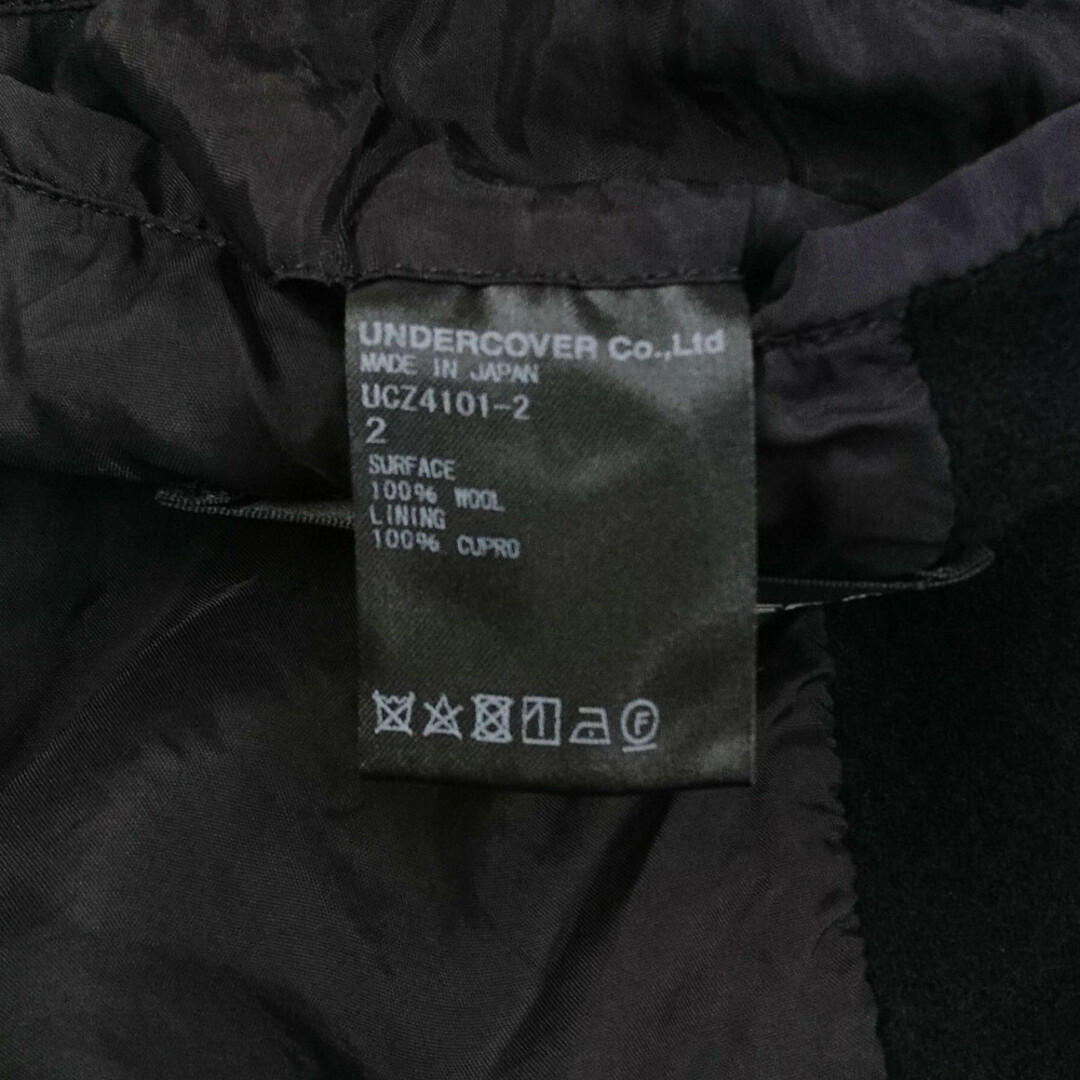 UNDERCOVER Co.,Ltd
MADE IN JAPAN
UCZ4101-2
2
SURFACE
100% WOOL
LINING
100% CUPRO
F